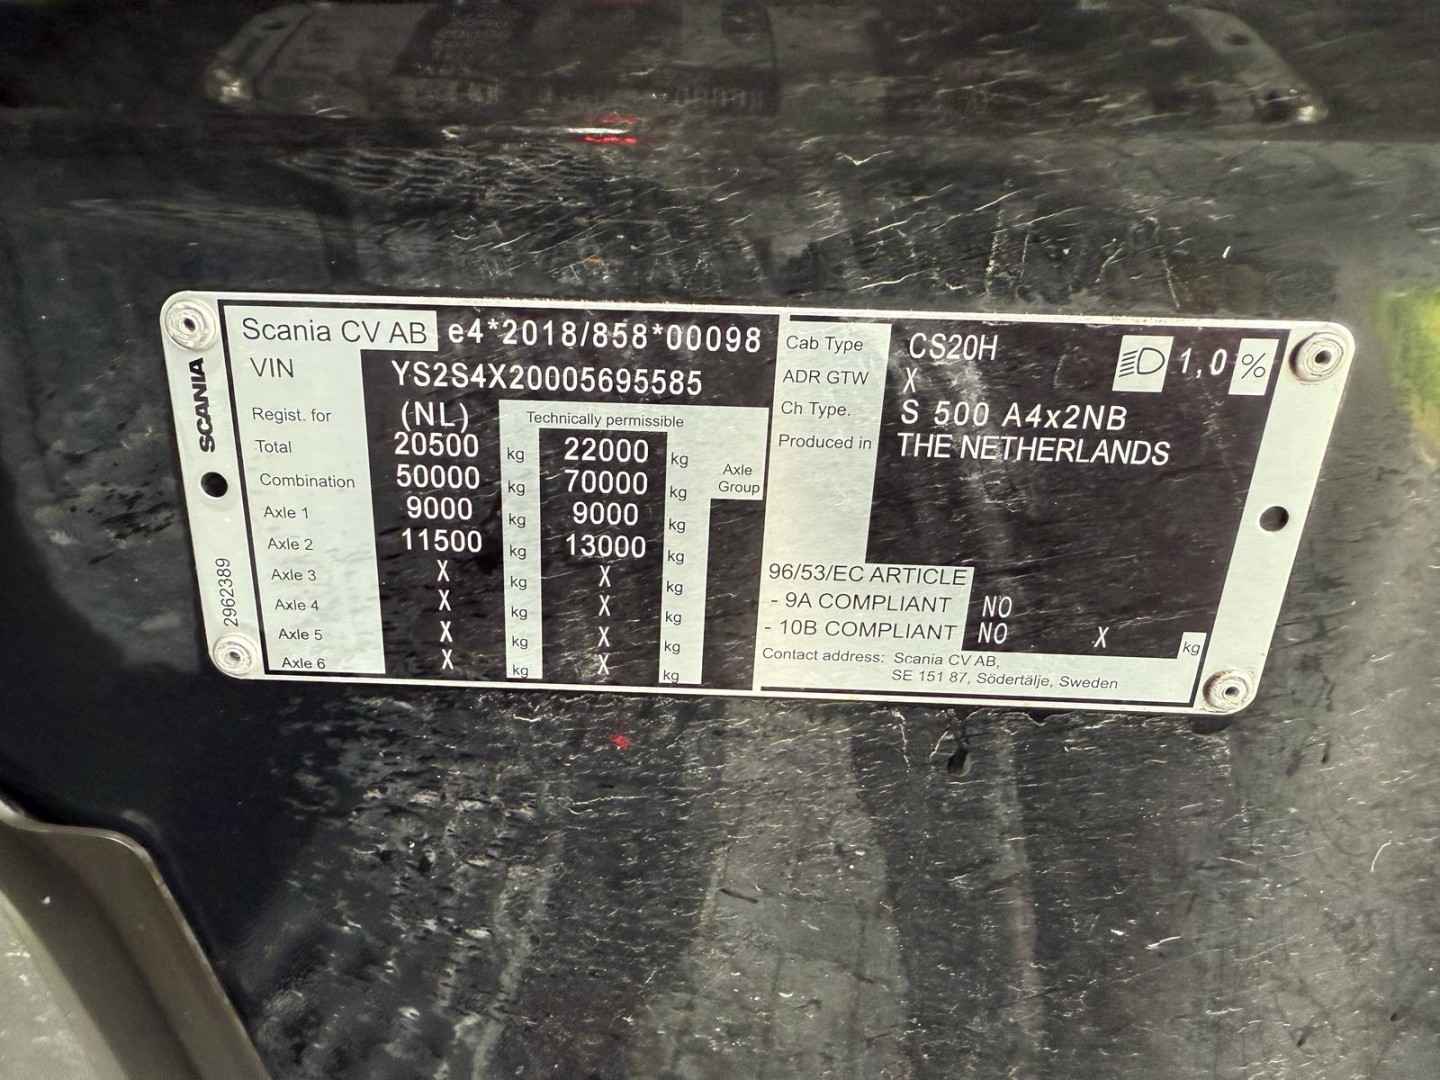 Scania CV AB e4*2018/858*00098
VIN YS2S4X20005695585
Regist. for (NL) Technically permissible
Total 20500 kg 22000 kg
Combination 50000 kg 70000 kg Axle Group
Axle 1 9000 kg 9000 kg
Axle 2 11500 kg 13000 kg
Axle 3 X kg X kg
Axle 4 X kg X kg
Axle 5 X kg X kg
Axle 6 X kg X kg
SCANIA
2962389
Cab Type CS20H 1,0 %
ADR GTW X
Ch Type. S 500 A4x2NB
Produced in THE NETHERLANDS
96/53/EC ARTICLE
- 9A COMPLIANT NO
- 10B COMPLIANT NO X kg
Contact address: Scania CV AB,
SE 151 87, Södertälje, Sweden